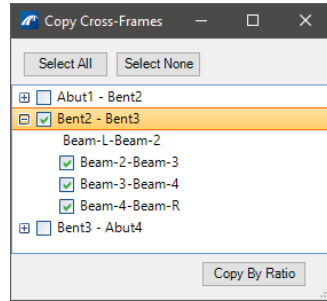 Copy Cross-Frames
Select All Select None
Abut1 - Bent2
Bent2 - Bent3
Beam-L-Beam-2
Beam-2-Beam-3
Beam-3-Beam-4
Beam-4-Beam-R
Bent3 - Abut4
Copy By Ratio